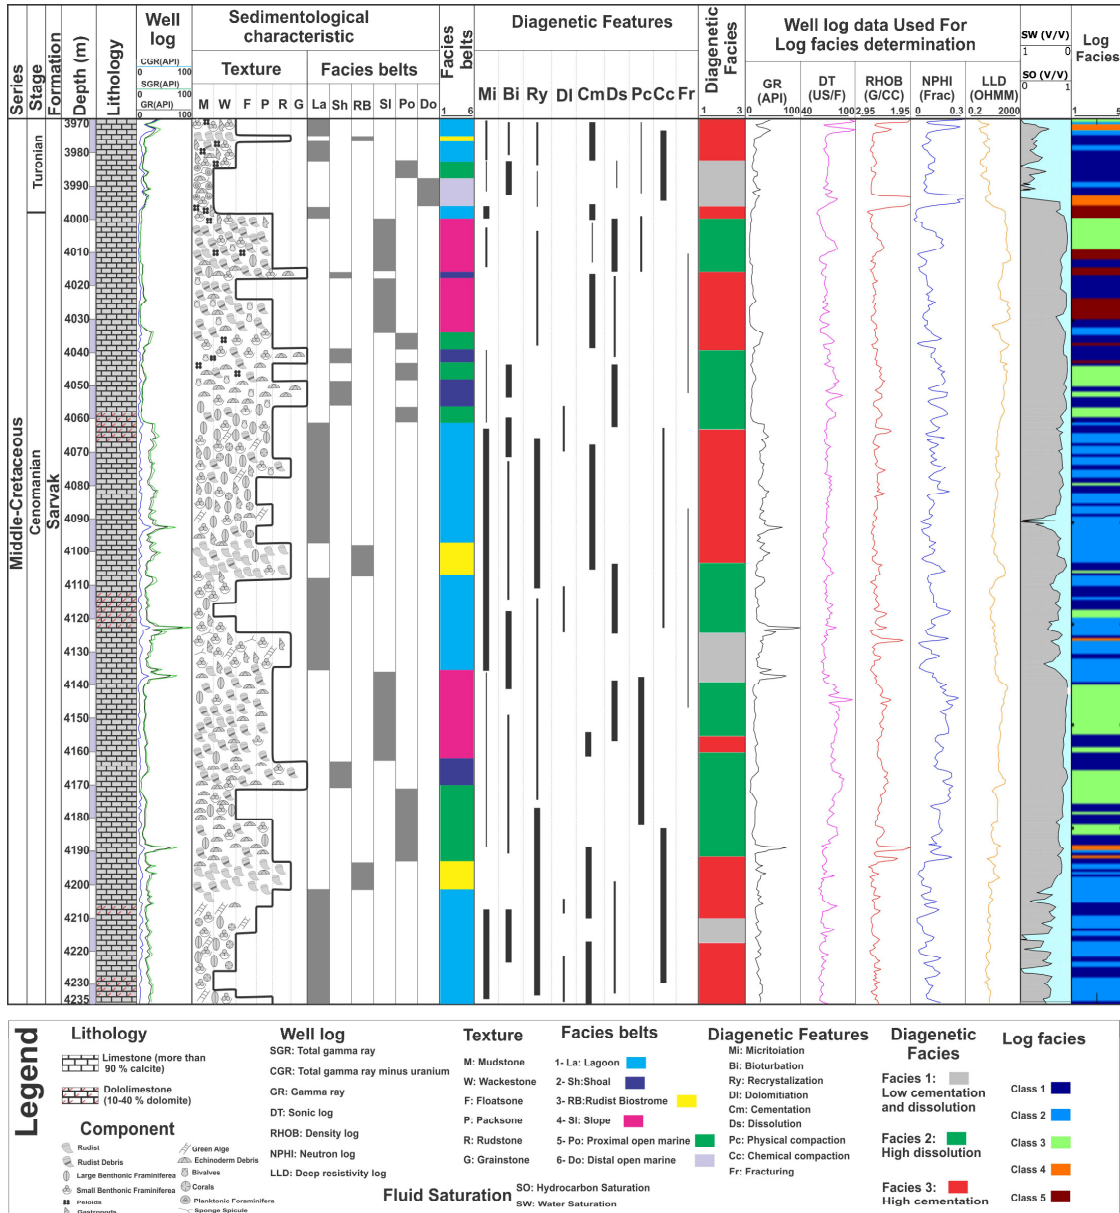 Series
Stage
Formation
Depth (m)
Lithology
Well log
CGR(API)
0 100
SGR(API)
0 100
GR(API)
0 100
Sedimentological characteristic
Texture
M W F P R G
Facies belts
La Sh RB Sl Po Do
Facies belts
1 6
Diagenetic Features
Mi Bi Ry Dl Cm Ds Pc Cc Fr
Diagenetic Facies
1 3
Well log data Used For Log facies determination
GR (API)
0 100
DT (US/F)
40 100
RHOB (G/CC)
2.95 1.95
NPHI (Frac)
0 0.3
LLD (OHMM)
0.2 2000
SW (V/V)
1 0
SO (V/V)
0 1
Log Facies
1 5
Middle-Cretaceous
Turonian
Cenomanian
Sarvak
3970
3980
3990
4000
4010
4020
4030
4040
4050
4060
4070
4080
4090
4100
4110
4120
4130
4140
4150
4160
4170
4180
4190
4200
4210
4220
4230
4235
Legend
Lithology
Limestone (more than
90 % calcite)
Dololimestone
(10-40 % dolomite)
Component
Rudist
Rudist Debris
Large Benthonic Framiniferea
Small Benthonic Framiniferea
Peloids
Gastropods
Green Alge
Echinoderm Debris
Bivalves
Corals
Planktonic Foraminifera
Sponge Spicule
Well log
SGR: Total gamma ray
CGR: Total gamma ray minus uranium
GR: Gamma ray
DT: Sonic log
RHOB: Density log
NPHI: Neutron log
LLD: Deep resistivity log
Fluid Saturation
SO: Hydrocarbon Saturation
SW: Water Saturation
Texture
M: Mudstone
W: Wackestone
F: Floatsone
P: Packsone
R: Rudstone
G: Grainstone
Facies belts
1- La: Lagoon
2- Sh:Shoal
3- RB:Rudist Biostrome
4- Sl: Slope
5- Po: Proximal open marine
6- Do: Distal open marine
Diagenetic Features
Mi: Micritoiation
Bi: Bioturbation
Ry: Recrystalization
Dl: Dolomitiation
Cm: Cementation
Ds: Dissolution
Pc: Physical compaction
Cc: Chemical compaction
Fr: Fracturing
Diagenetic
Facies
Facies 1:
Low cementation
and dissolution
Facies 2:
High dissolution
Facies 3:
High cementation
Log facies
Class 1
Class 2
Class 3
Class 4
Class 5